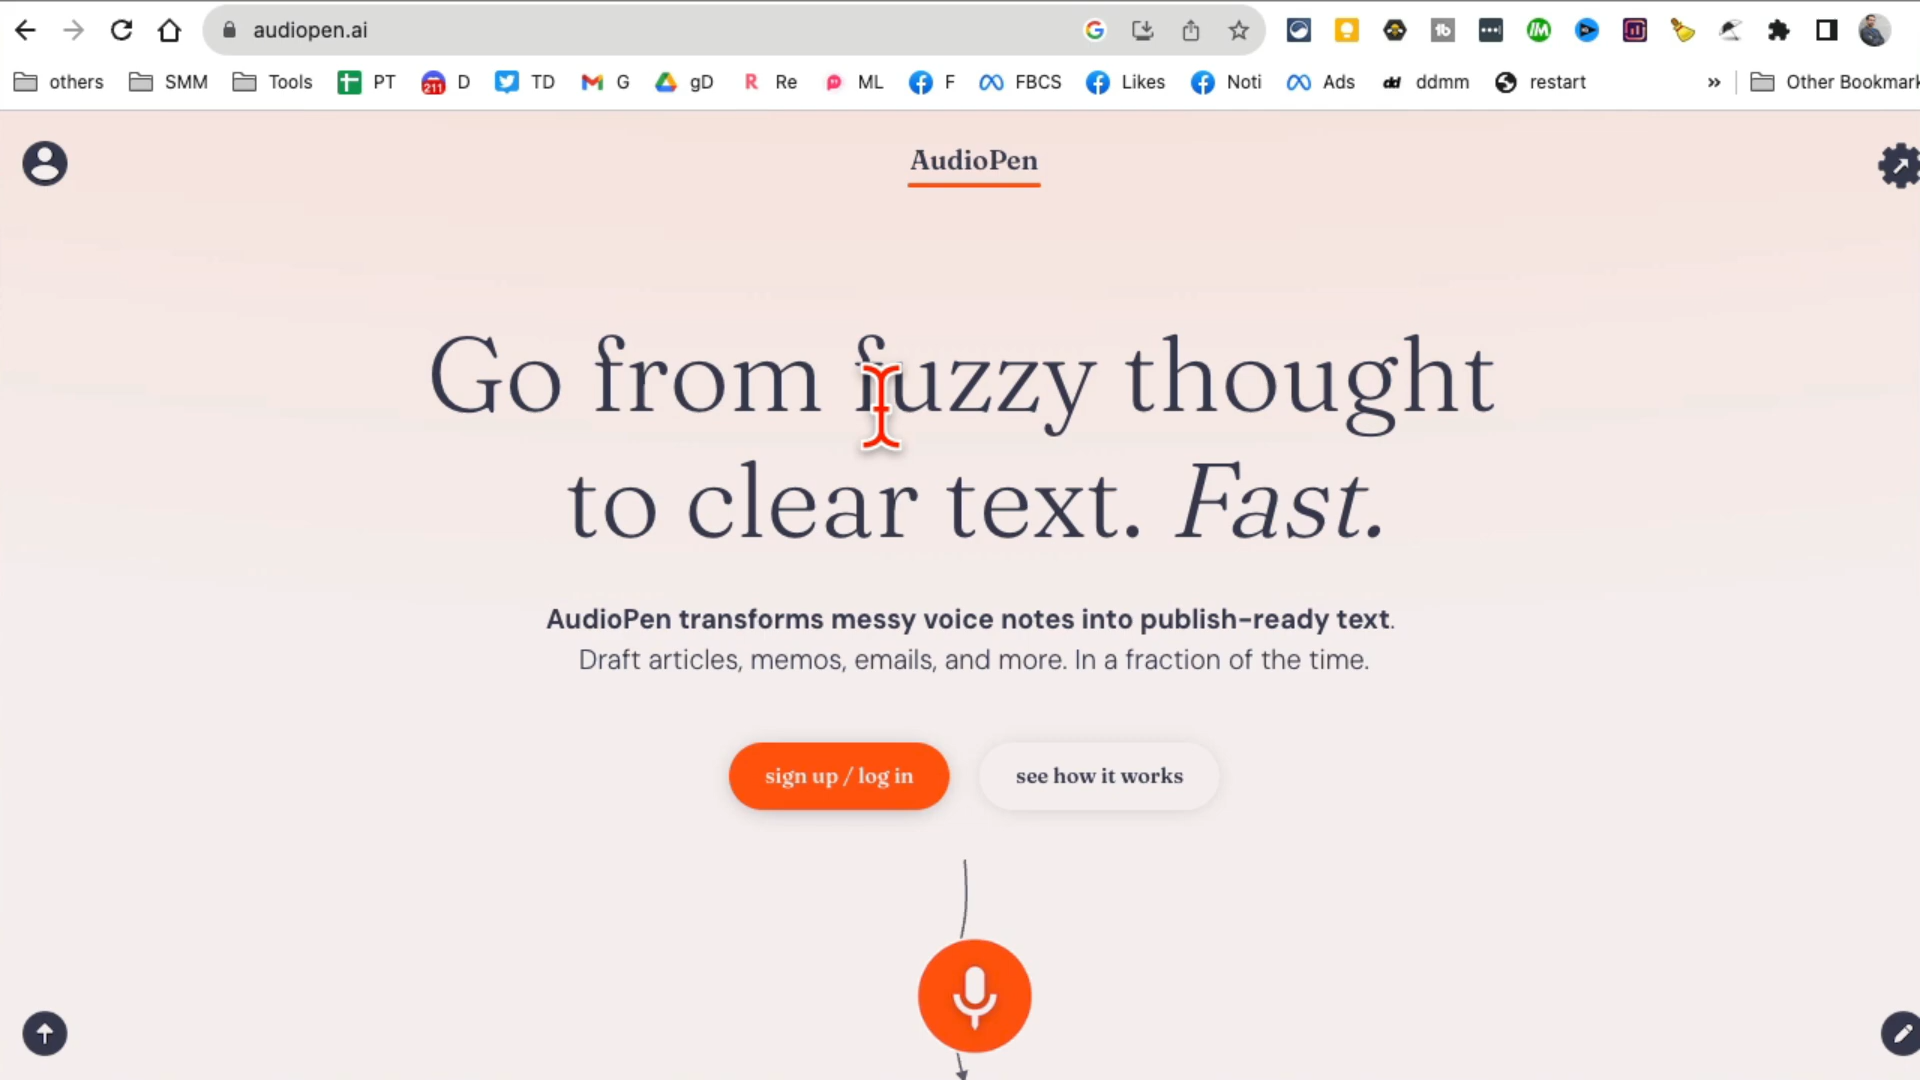 audiopen.ai
others SMM Tools PT D TD G gD Re ML F FBCS Likes Noti Ads ddmm restart » Other Bookmark
211
AudioPen
Go from fuzzy thought
to clear text. Fast.
AudioPen transforms messy voice notes into publish-ready text.
Draft articles, memos, emails, and more. In a fraction of the time.
sign up / log in see how it works